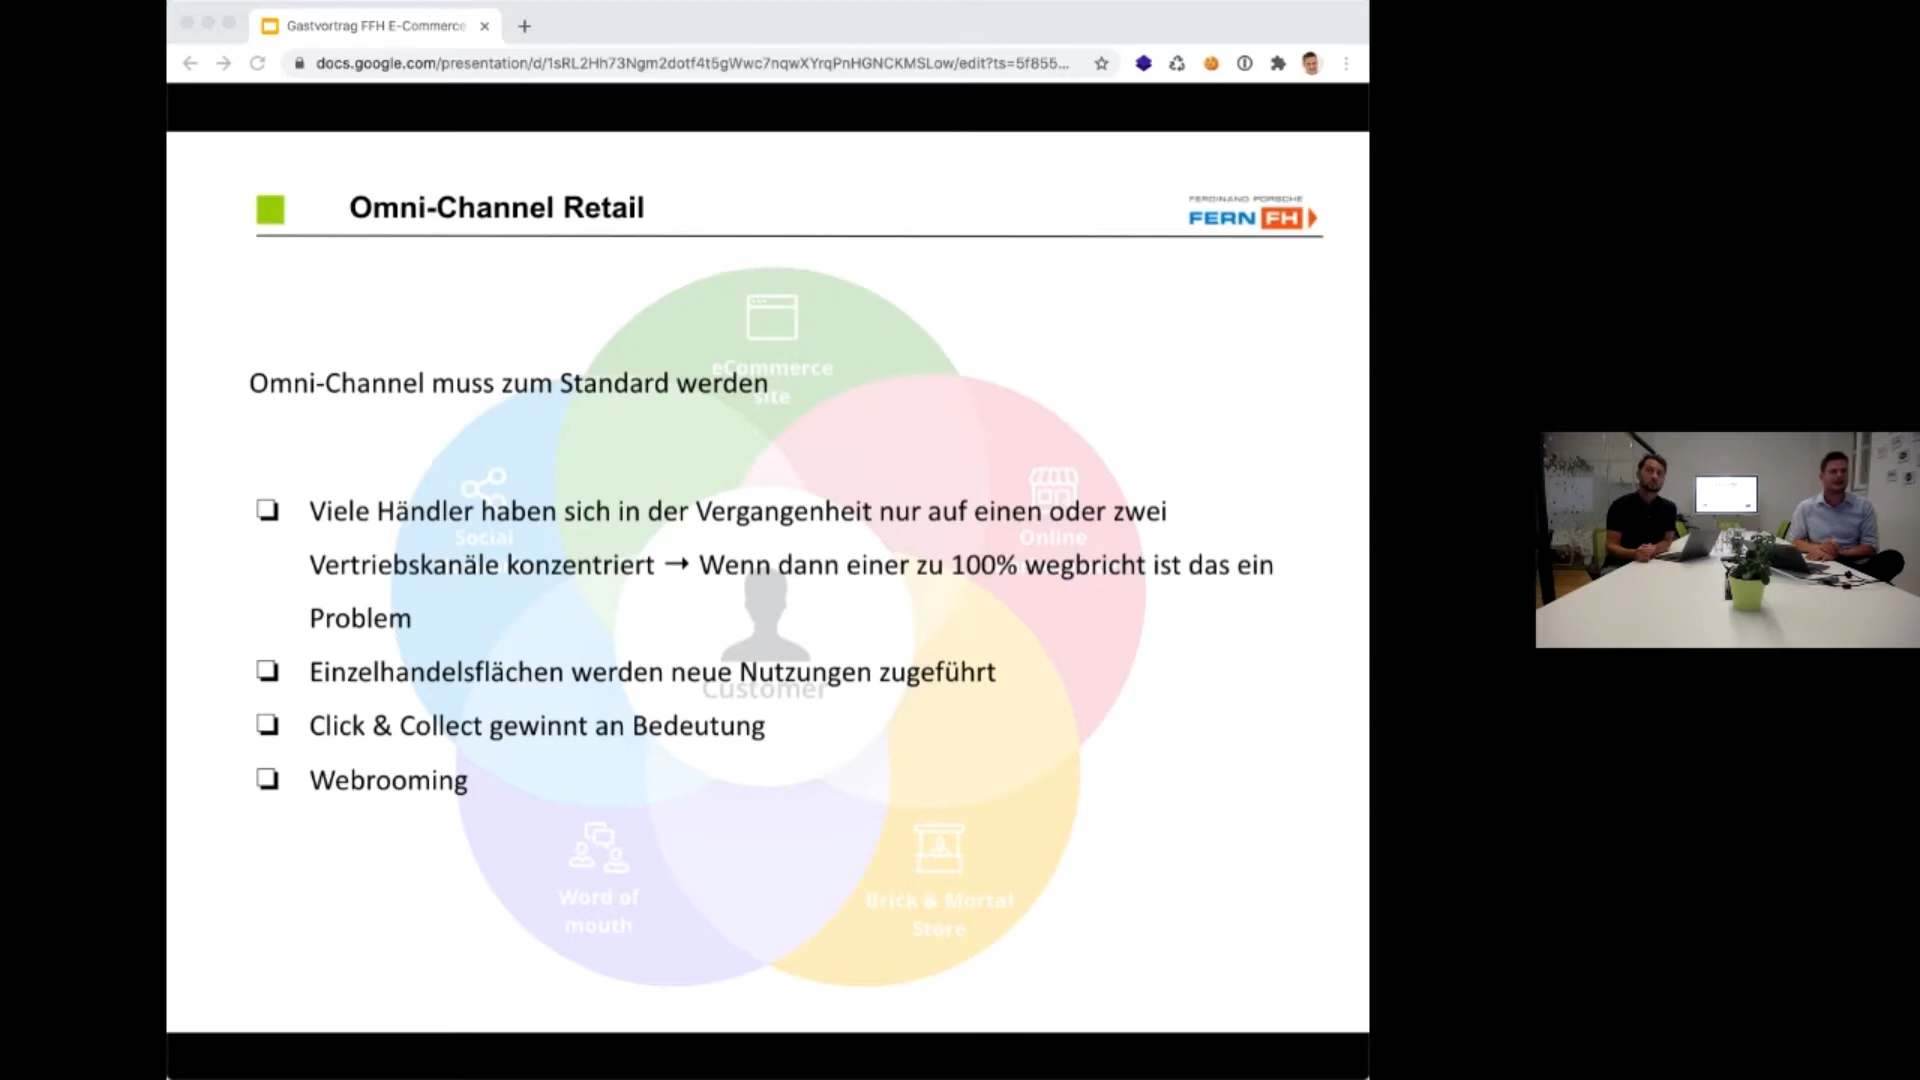 Gastvortrag FFH E-Commerce
docs.google.com/presentation/d/1sRL2Hh73Ngm2dotf4t5gWwc7nqwXYrqPnHGNCKMSLow/edit?ts=5f855...
Omni-Channel Retail
FERDINAND PORSCHE
FERN FH
eCommerce
site
Omni-Channel muss zum Standard werden
❏ Viele Händler haben sich in der Vergangenheit nur auf einen oder zwei
Social
Online
Vertriebskanäle konzentriert → Wenn dann einer zu 100% wegbricht ist das ein
Problem
❏ Einzelhandelsflächen werden neue Nutzungen zugeführt
Customer
❏ Click & Collect gewinnt an Bedeutung
❏ Webrooming
Word of
mouth
Brick & Mortal
Store